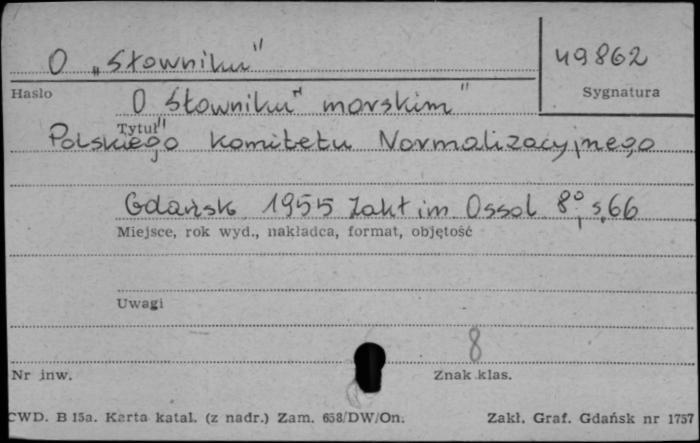 O „Słowniku"
49862
Hasło
Sygnatura
O Słowniku" morskim"
Tytuł
Polskiego Komitetu Normalizacyjnego
Gdańsk 1955 Zakł im Ossol 8°, s, 66
Miejsce, rok wyd., nakładca, format, objętość
Uwagi
8
Nr inw.
Znak klas.
CWD. B 15a. Karta katal. (z nadr.) Zam. 658/DW/On.
Zakł. Graf. Gdańsk nr 1757